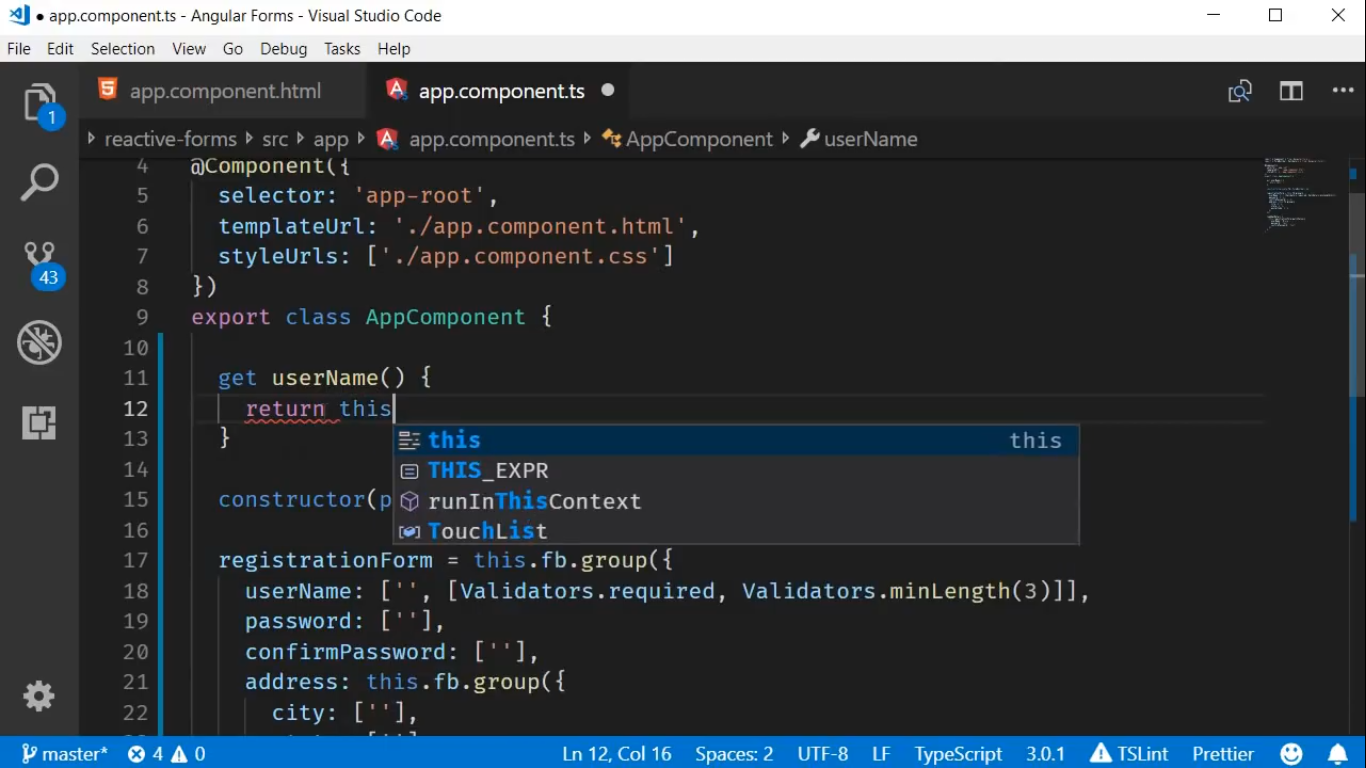 app.component.ts - Angular Forms - Visual Studio Code
File Edit Selection View Go Debug Tasks Help
app.component.html app.component.ts
reactive-forms src app app.component.ts AppComponent userName
1
43
4 @Component({
5 selector: 'app-root',
6 templateUrl: './app.component.html',
7 styleUrls: ['./app.component.css']
8 })
9 export class AppComponent {
10
11 get userName() {
12 return this
13 }
this this
THIS_EXPR
runInThisContext
TouchList
14
15 constructor(p
16
17 registrationForm = this.fb.group({
18 userName: ['', [Validators.required, Validators.minLength(3)]],
19 password: [''],
20 confirmPassword: [''],
21 address: this.fb.group({
22 city: [''],
master* 4 0 Ln 12, Col 16 Spaces: 2 UTF-8 LF TypeScript 3.0.1 TSLint Prettier